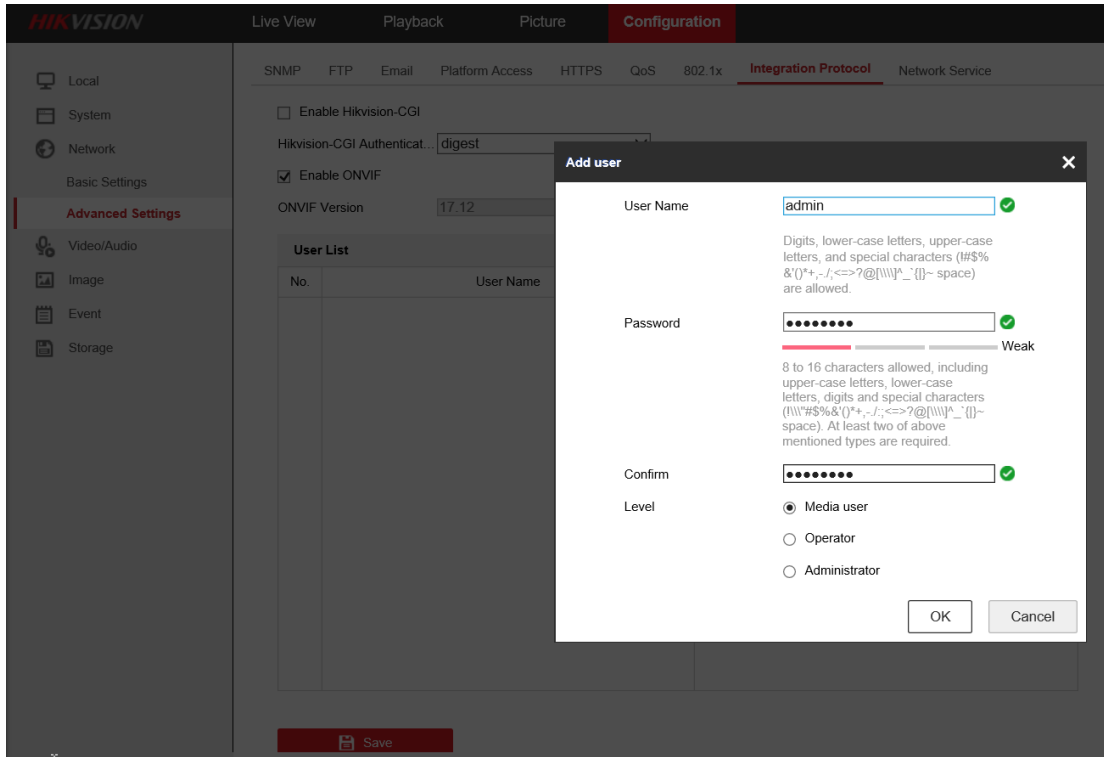 HIKVISION
Live View Playback Picture Configuration
SNMP FTP Email Platform Access HTTPS QoS 802.1x Integration Protocol Network Service
Local
System
Network
Basic Settings
Advanced Settings
Video/Audio
Image
Event
Storage
Enable Hikvision-CGI
Hikvision-CGI Authenticat... digest
Enable ONVIF
ONVIF Version 17.12
User List
No. User Name
Add user
User Name admin
Digits, lower-case letters, upper-case
letters, and special characters (!#$%
&'()*+,-./;<=>?@[\\\\]^_`{|}~ space)
are allowed.
Password ●●●●●●●●
Weak
8 to 16 characters allowed, including
upper-case letters, lower-case
letters, digits and special characters
(!\\\"#$%&'()*+,-./:;<=>?@[\\\\]^_`{|}~
space). At least two of above
mentioned types are required.
Confirm ●●●●●●●●
Level Media user
Operator
Administrator
OK Cancel
Save